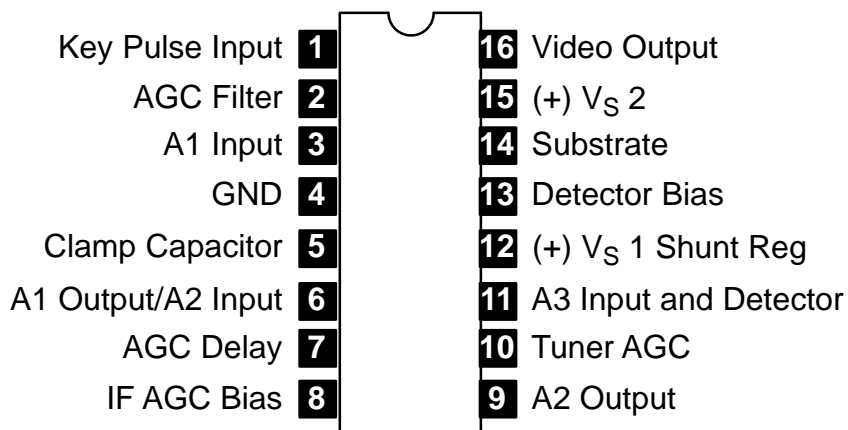 Key Pulse Input 1 16 Video Output
AGC Filter 2 15 (+) VS 2
A1 Input 3 14 Substrate
GND 4 13 Detector Bias
Clamp Capacitor 5 12 (+) VS 1 Shunt Reg
A1 Output/A2 Input 6 11 A3 Input and Detector
AGC Delay 7 10 Tuner AGC
IF AGC Bias 8 9 A2 Output